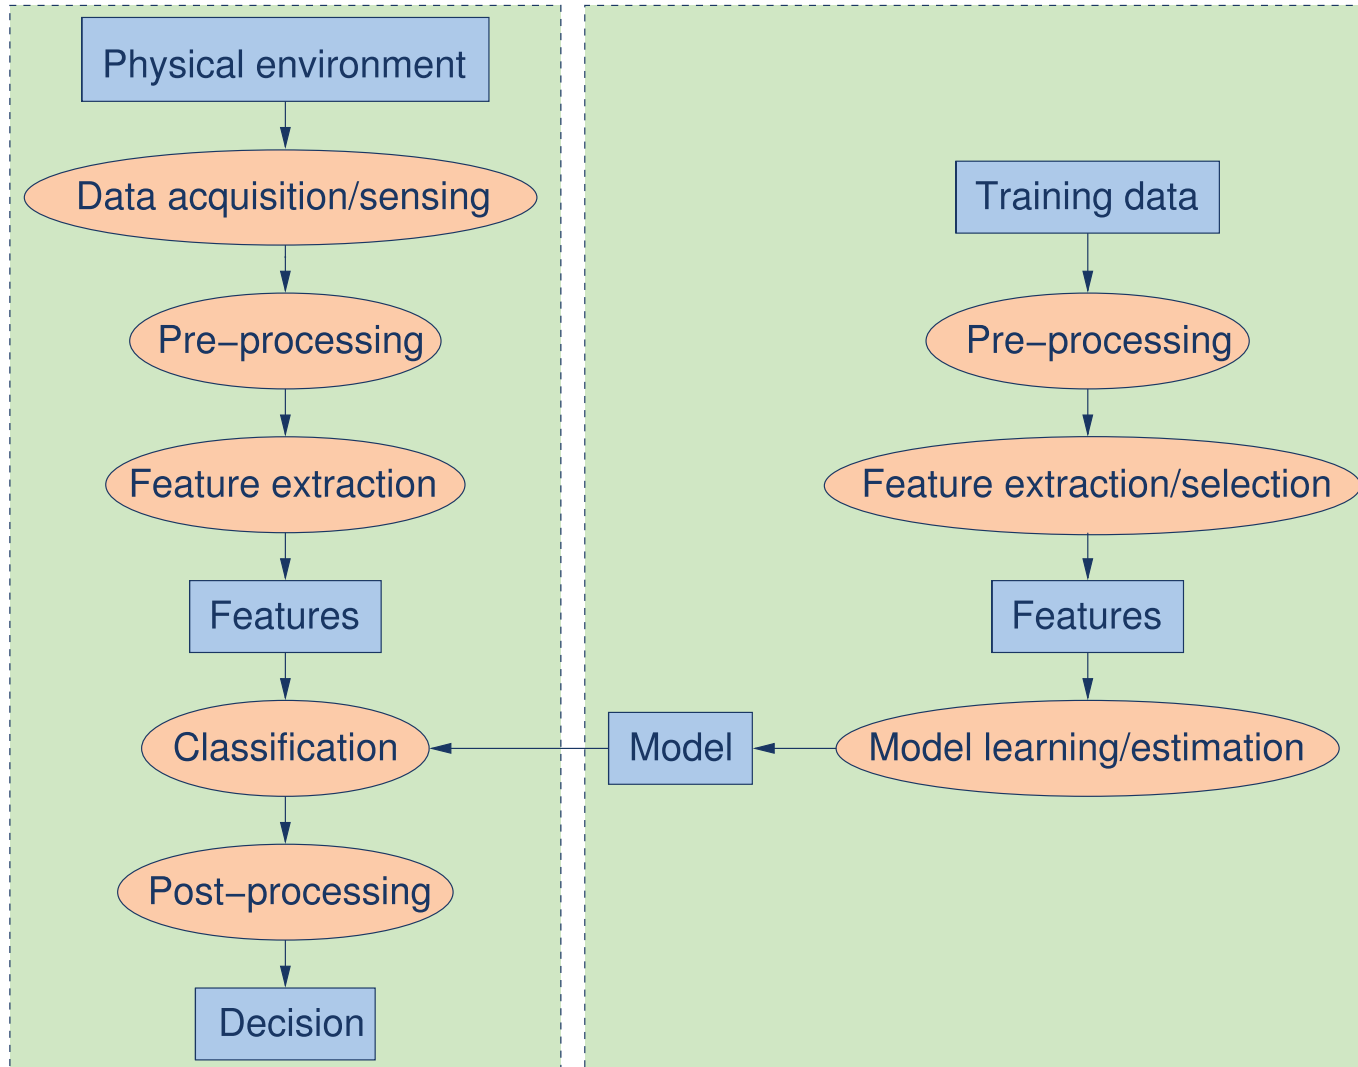 Physical environment
Data acquisition/sensing
Pre−processing
Feature extraction
Features
Classification
Post−processing
Decision
Training data
Pre−processing
Feature extraction/selection
Features
Model learning/estimation
Model